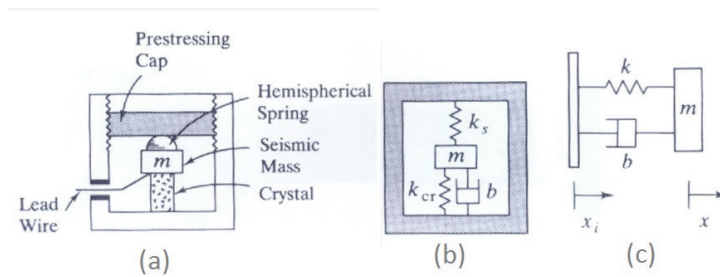 Prestressing
Cap
Hemispherical
Spring
m
Seismic
Mass
Crystal
Lead
Wire
(a)
k_s
m
k_cr
b
(b)
k
m
b
x_i
x
(c)